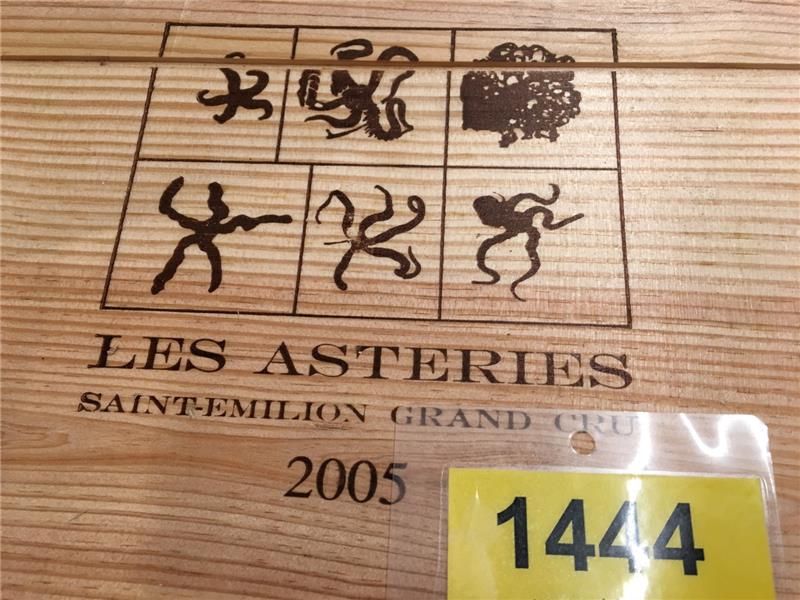 LES ASTERIES
SAINT-EMILION GRAND CRU
2005
1444